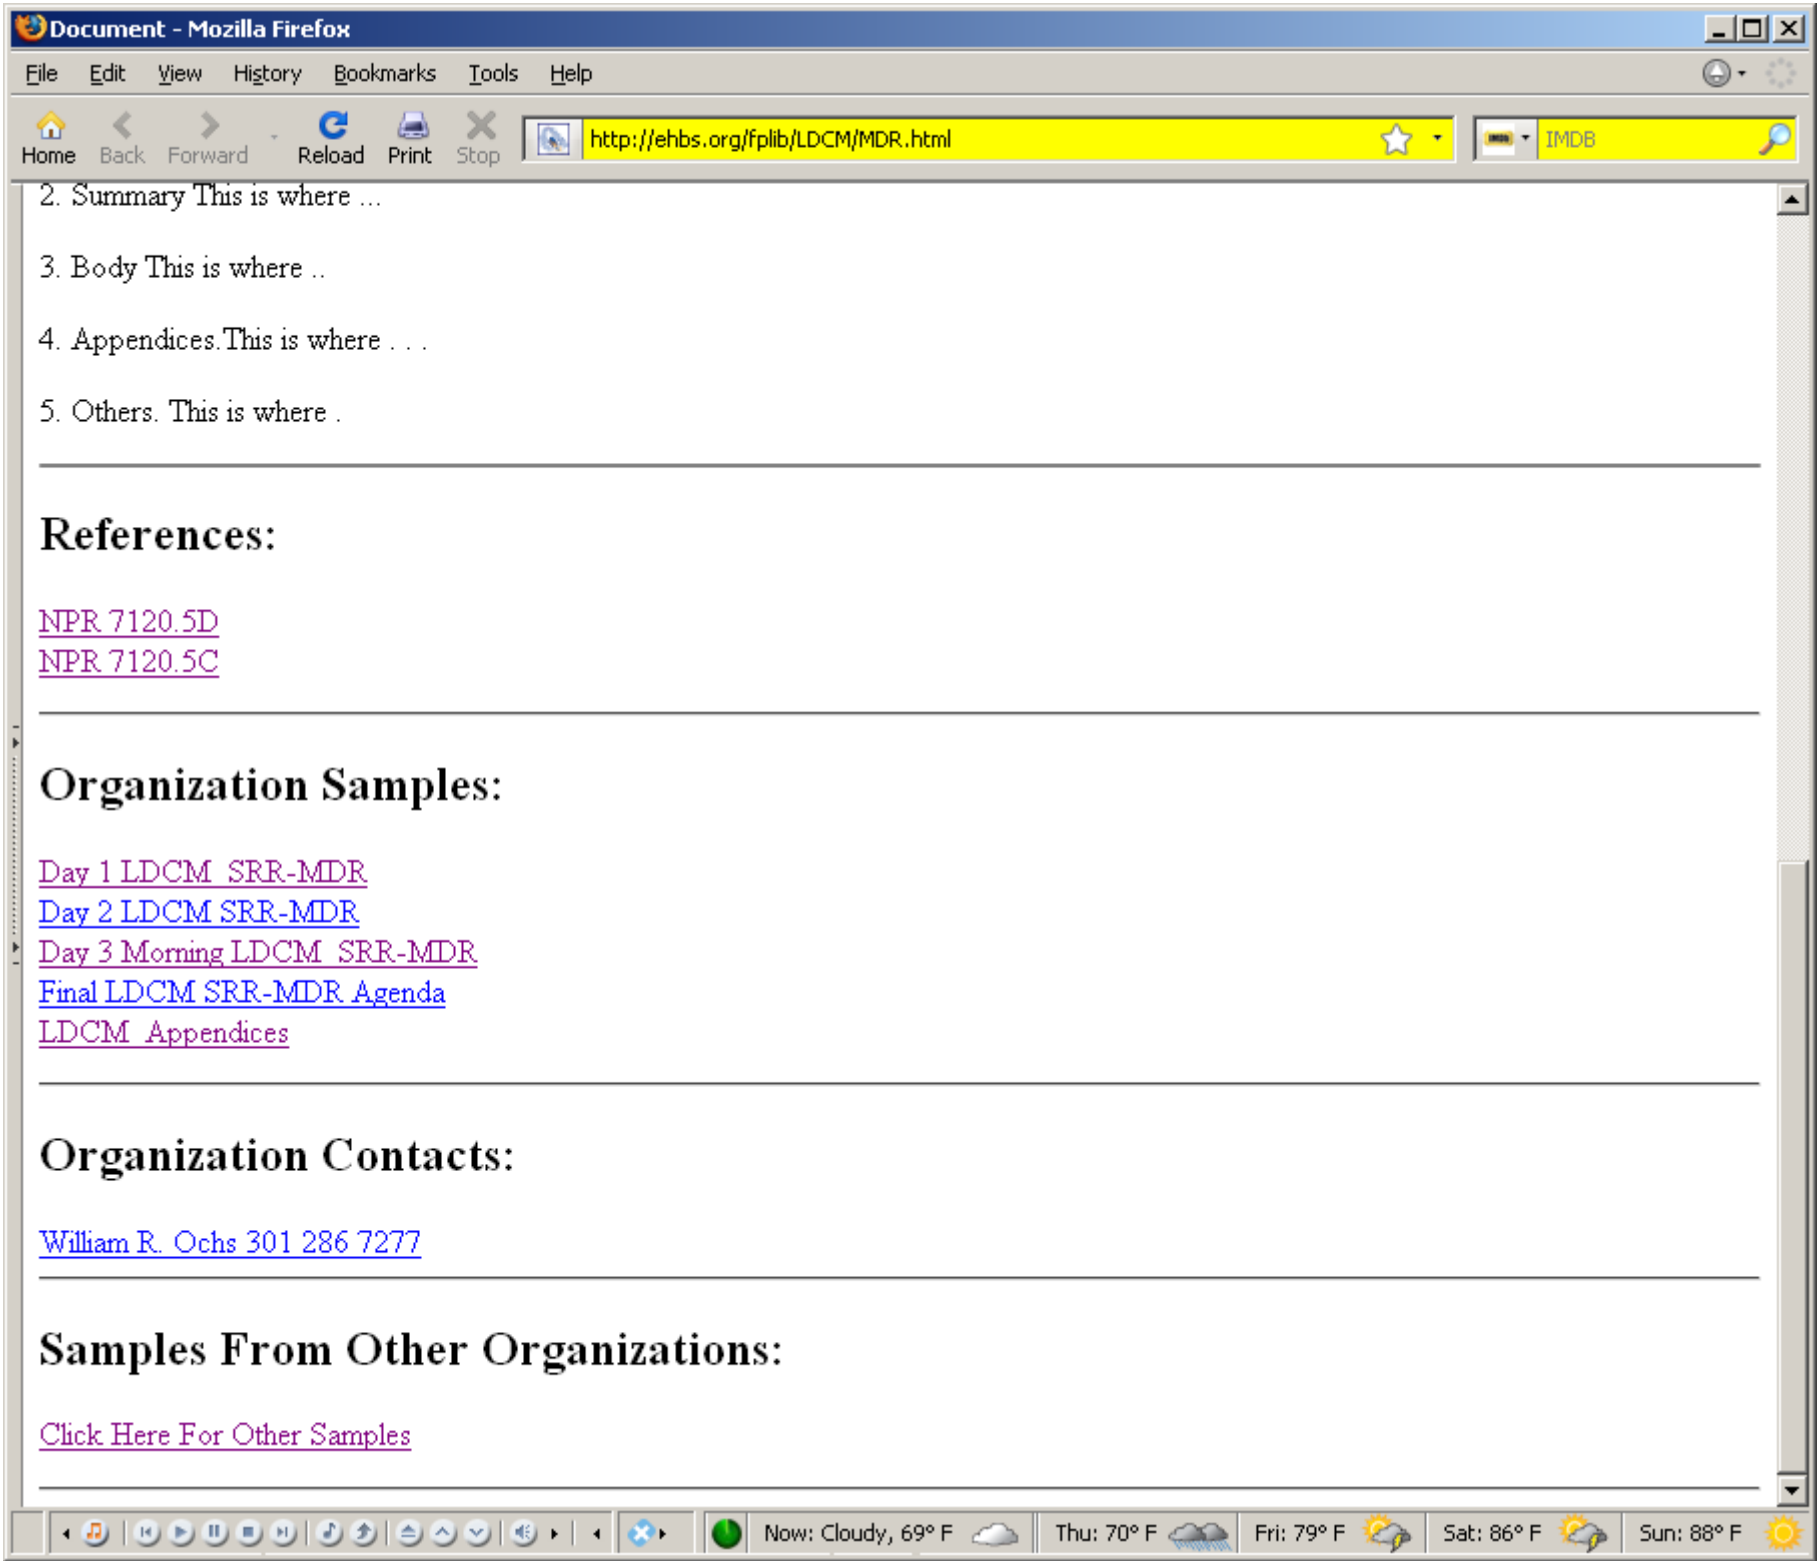 Document - Mozilla Firefox
File Edit View History Bookmarks Tools Help
Home Back Forward Reload Print Stop http://ehbs.org/fplib/LDCM/MDR.html IMDB
2. Summary This is where ...
3. Body This is where ..
4. Appendices.This is where . . .
5. Others. This is where .
References:
NPR 7120.5D
NPR 7120.5C
Organization Samples:
Day 1 LDCM SRR-MDR
Day 2 LDCM SRR-MDR
Day 3 Morning LDCM SRR-MDR
Final LDCM SRR-MDR Agenda
LDCM Appendices
Organization Contacts:
William R. Ochs 301 286 7277
Samples From Other Organizations:
Click Here For Other Samples
Now: Cloudy, 69° F Thu: 70° F Fri: 79° F Sat: 86° F Sun: 88° F